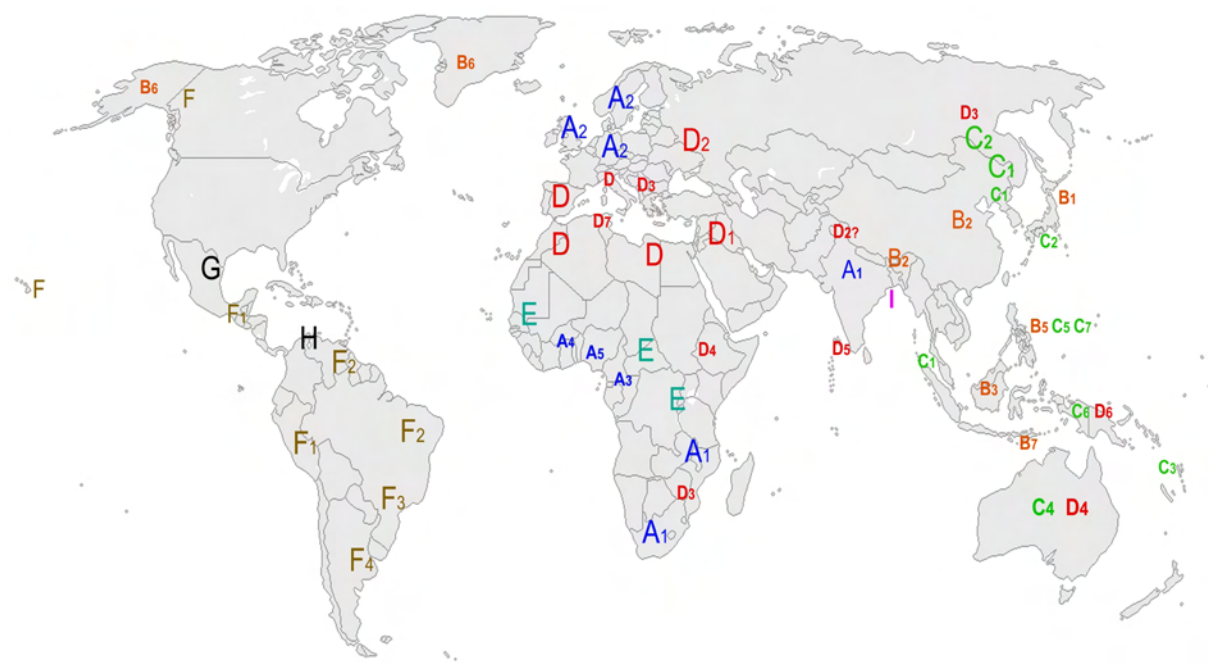 B6
B6
F
A2
A2
A2
D2
D3
C2
C1
C1
B1
D
D
D3
D7
B2
D
D
D1
D2?
C2
B2
A1
I
G
F
F1
H
F2
E
A4
A5
E
D4
D5
C1
B5 C5 C7
A3
E
B3
C6 D6
F1
F2
A1
B7
C3
F3
D3
C4 D4
A1
F4